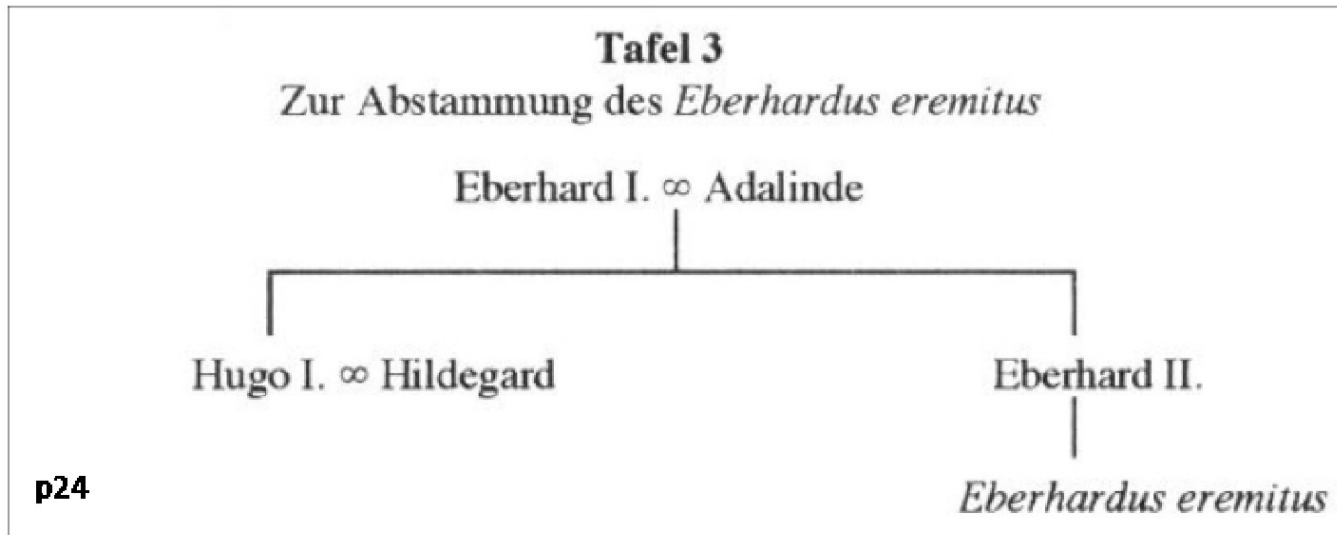 Tafel 3
Zur Abstammung des Eberhardus eremitus
Eberhard I. ∞ Adalinde
Hugo I. ∞ Hildegard
Eberhard II.
Eberhardus eremitus
p24